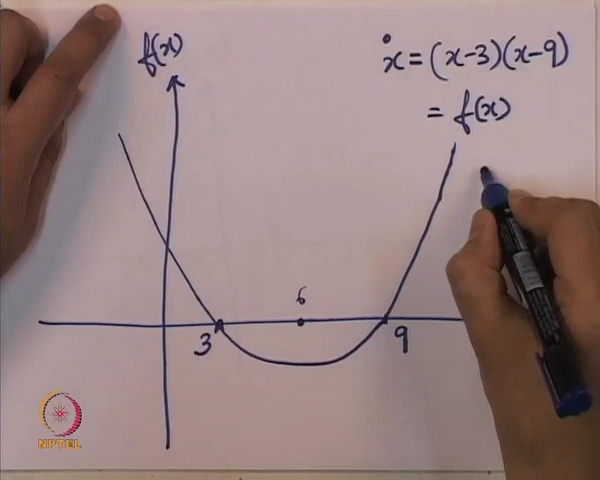 f(x)
ẋ = (x-3)(x-9)
= f(x)
6
3
9
NPTEL